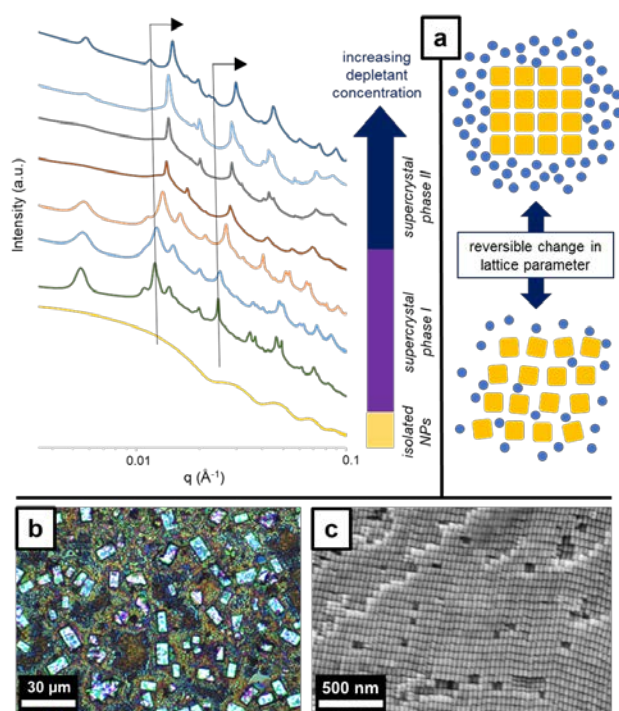 a
increasing
depletant
concentration
Intensity (a.u.)
supercrystal
phase II
supercrystal
phase I
isolated
NPs
reversible change in
lattice parameter
0.01
0.1
q (Å⁻¹)
b
30 µm
c
500 nm